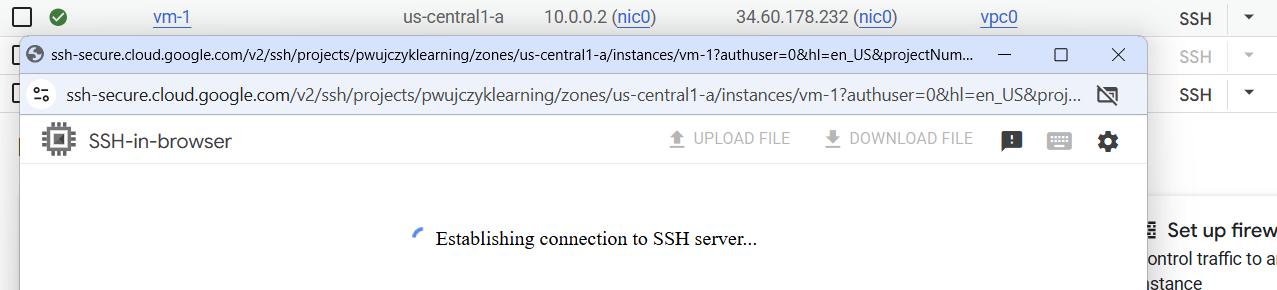 vm-1 us-central1-a 10.0.0.2 (nic0) 34.60.178.232 (nic0) vpc0 SSH
SSH
ssh-secure.cloud.google.com/v2/ssh/projects/pwujczyklearning/zones/us-central1-a/instances/vm-1?authuser=0&hl=en_US&projectNum...
ssh-secure.cloud.google.com/v2/ssh/projects/pwujczyklearning/zones/us-central1-a/instances/vm-1?authuser=0&hl=en_US&proj... SSH
SSH-in-browser UPLOAD FILE DOWNLOAD FILE
Establishing connection to SSH server...
Set up firew
ontrol traffic to a
nstance